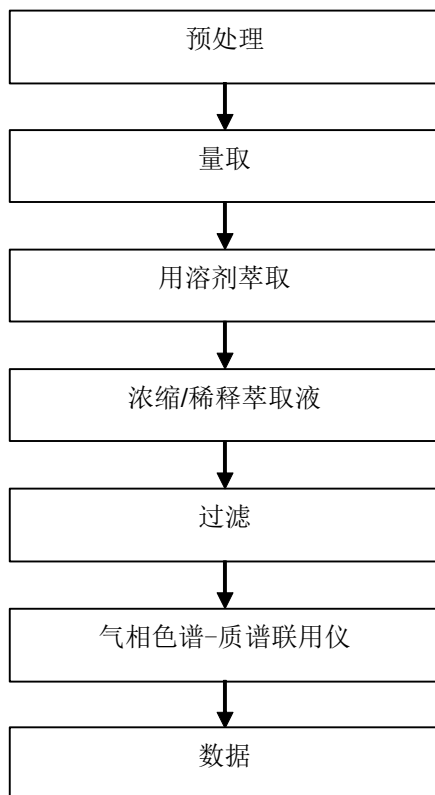 预处理
量取
用溶剂萃取
浓缩/稀释萃取液
过滤
气相色谱-质谱联用仪
数据